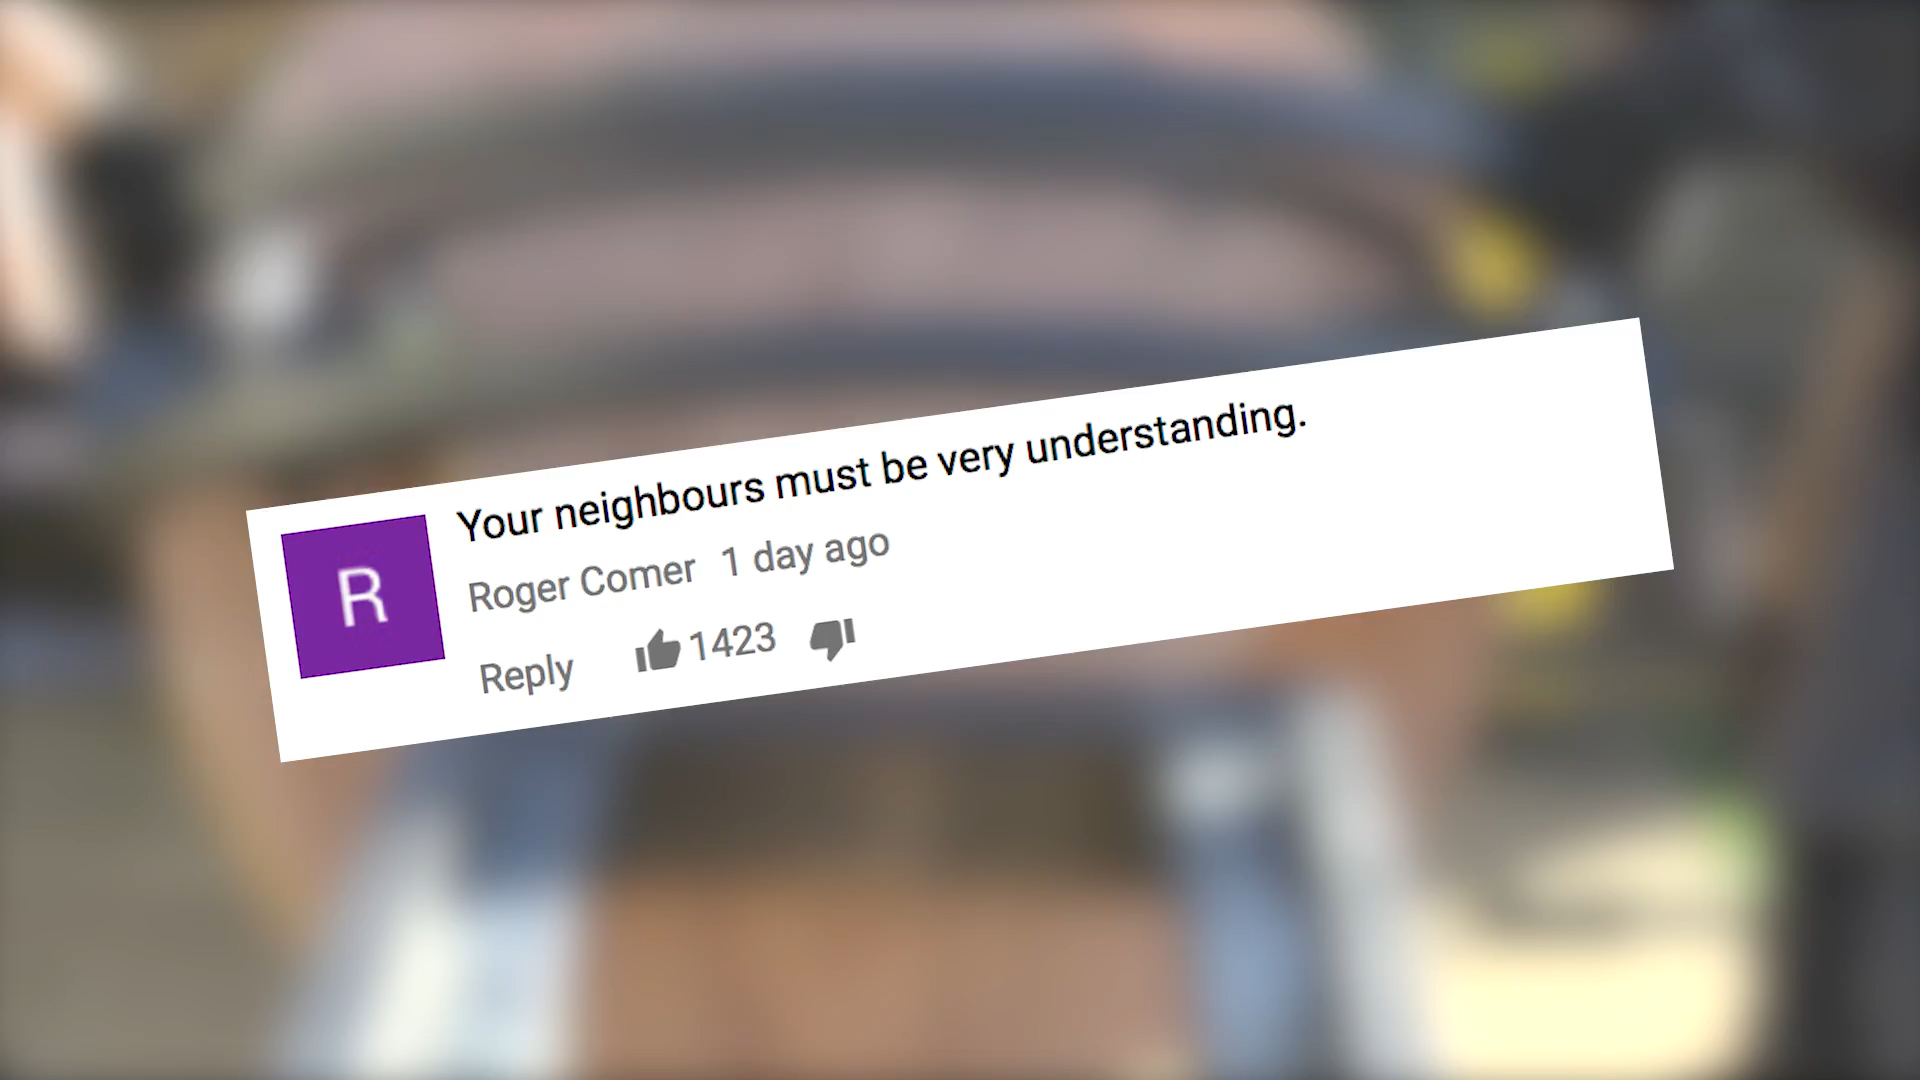 Your neighbours must be very understanding.
R
Roger Comer 1 day ago
Reply 1423